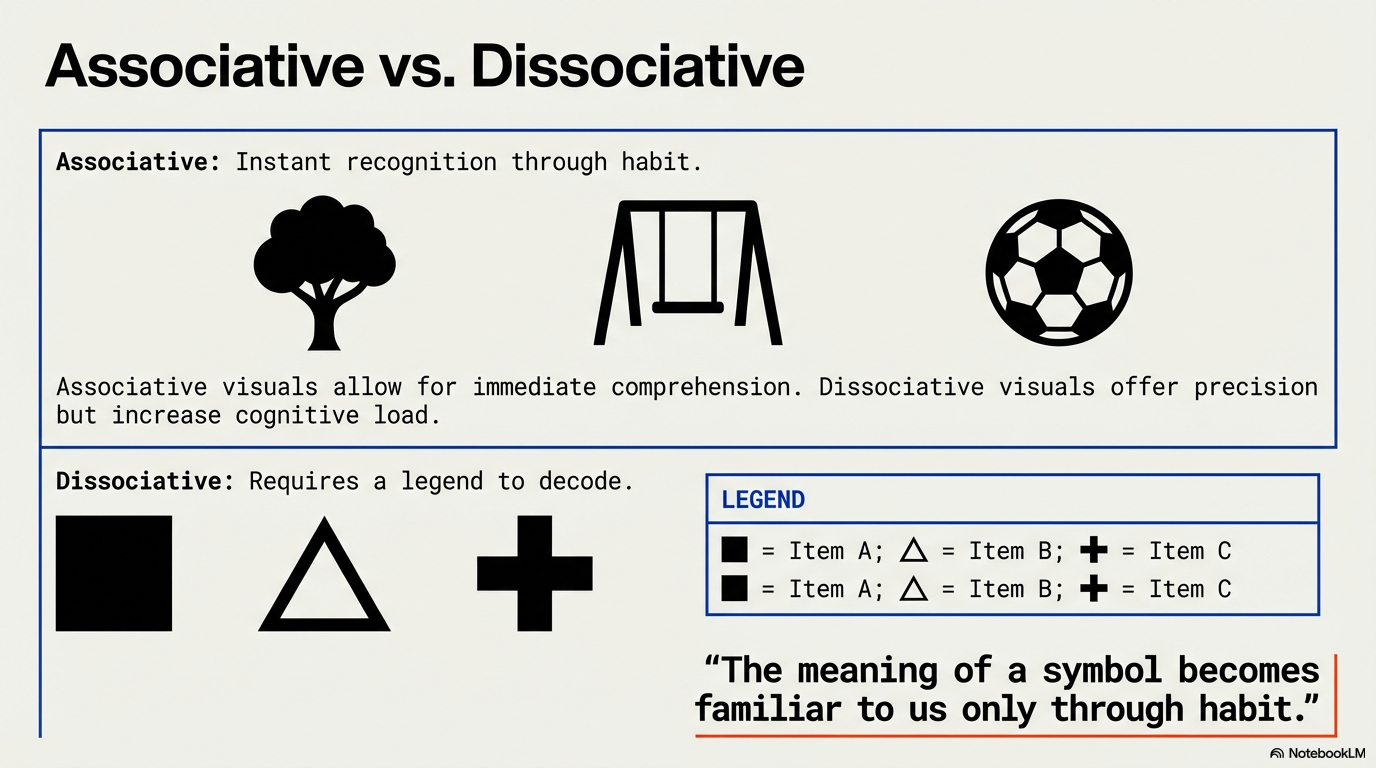 Associative vs. Dissociative
Associative: Instant recognition through habit.
Associative visuals allow for immediate comprehension. Dissociative visuals offer precision
but increase cognitive load.
Dissociative: Requires a legend to decode.
LEGEND
= Item A; = Item B; = Item C
= Item A; = Item B; = Item C
“The meaning of a symbol becomes
familiar to us only through habit.”
NotebookLM